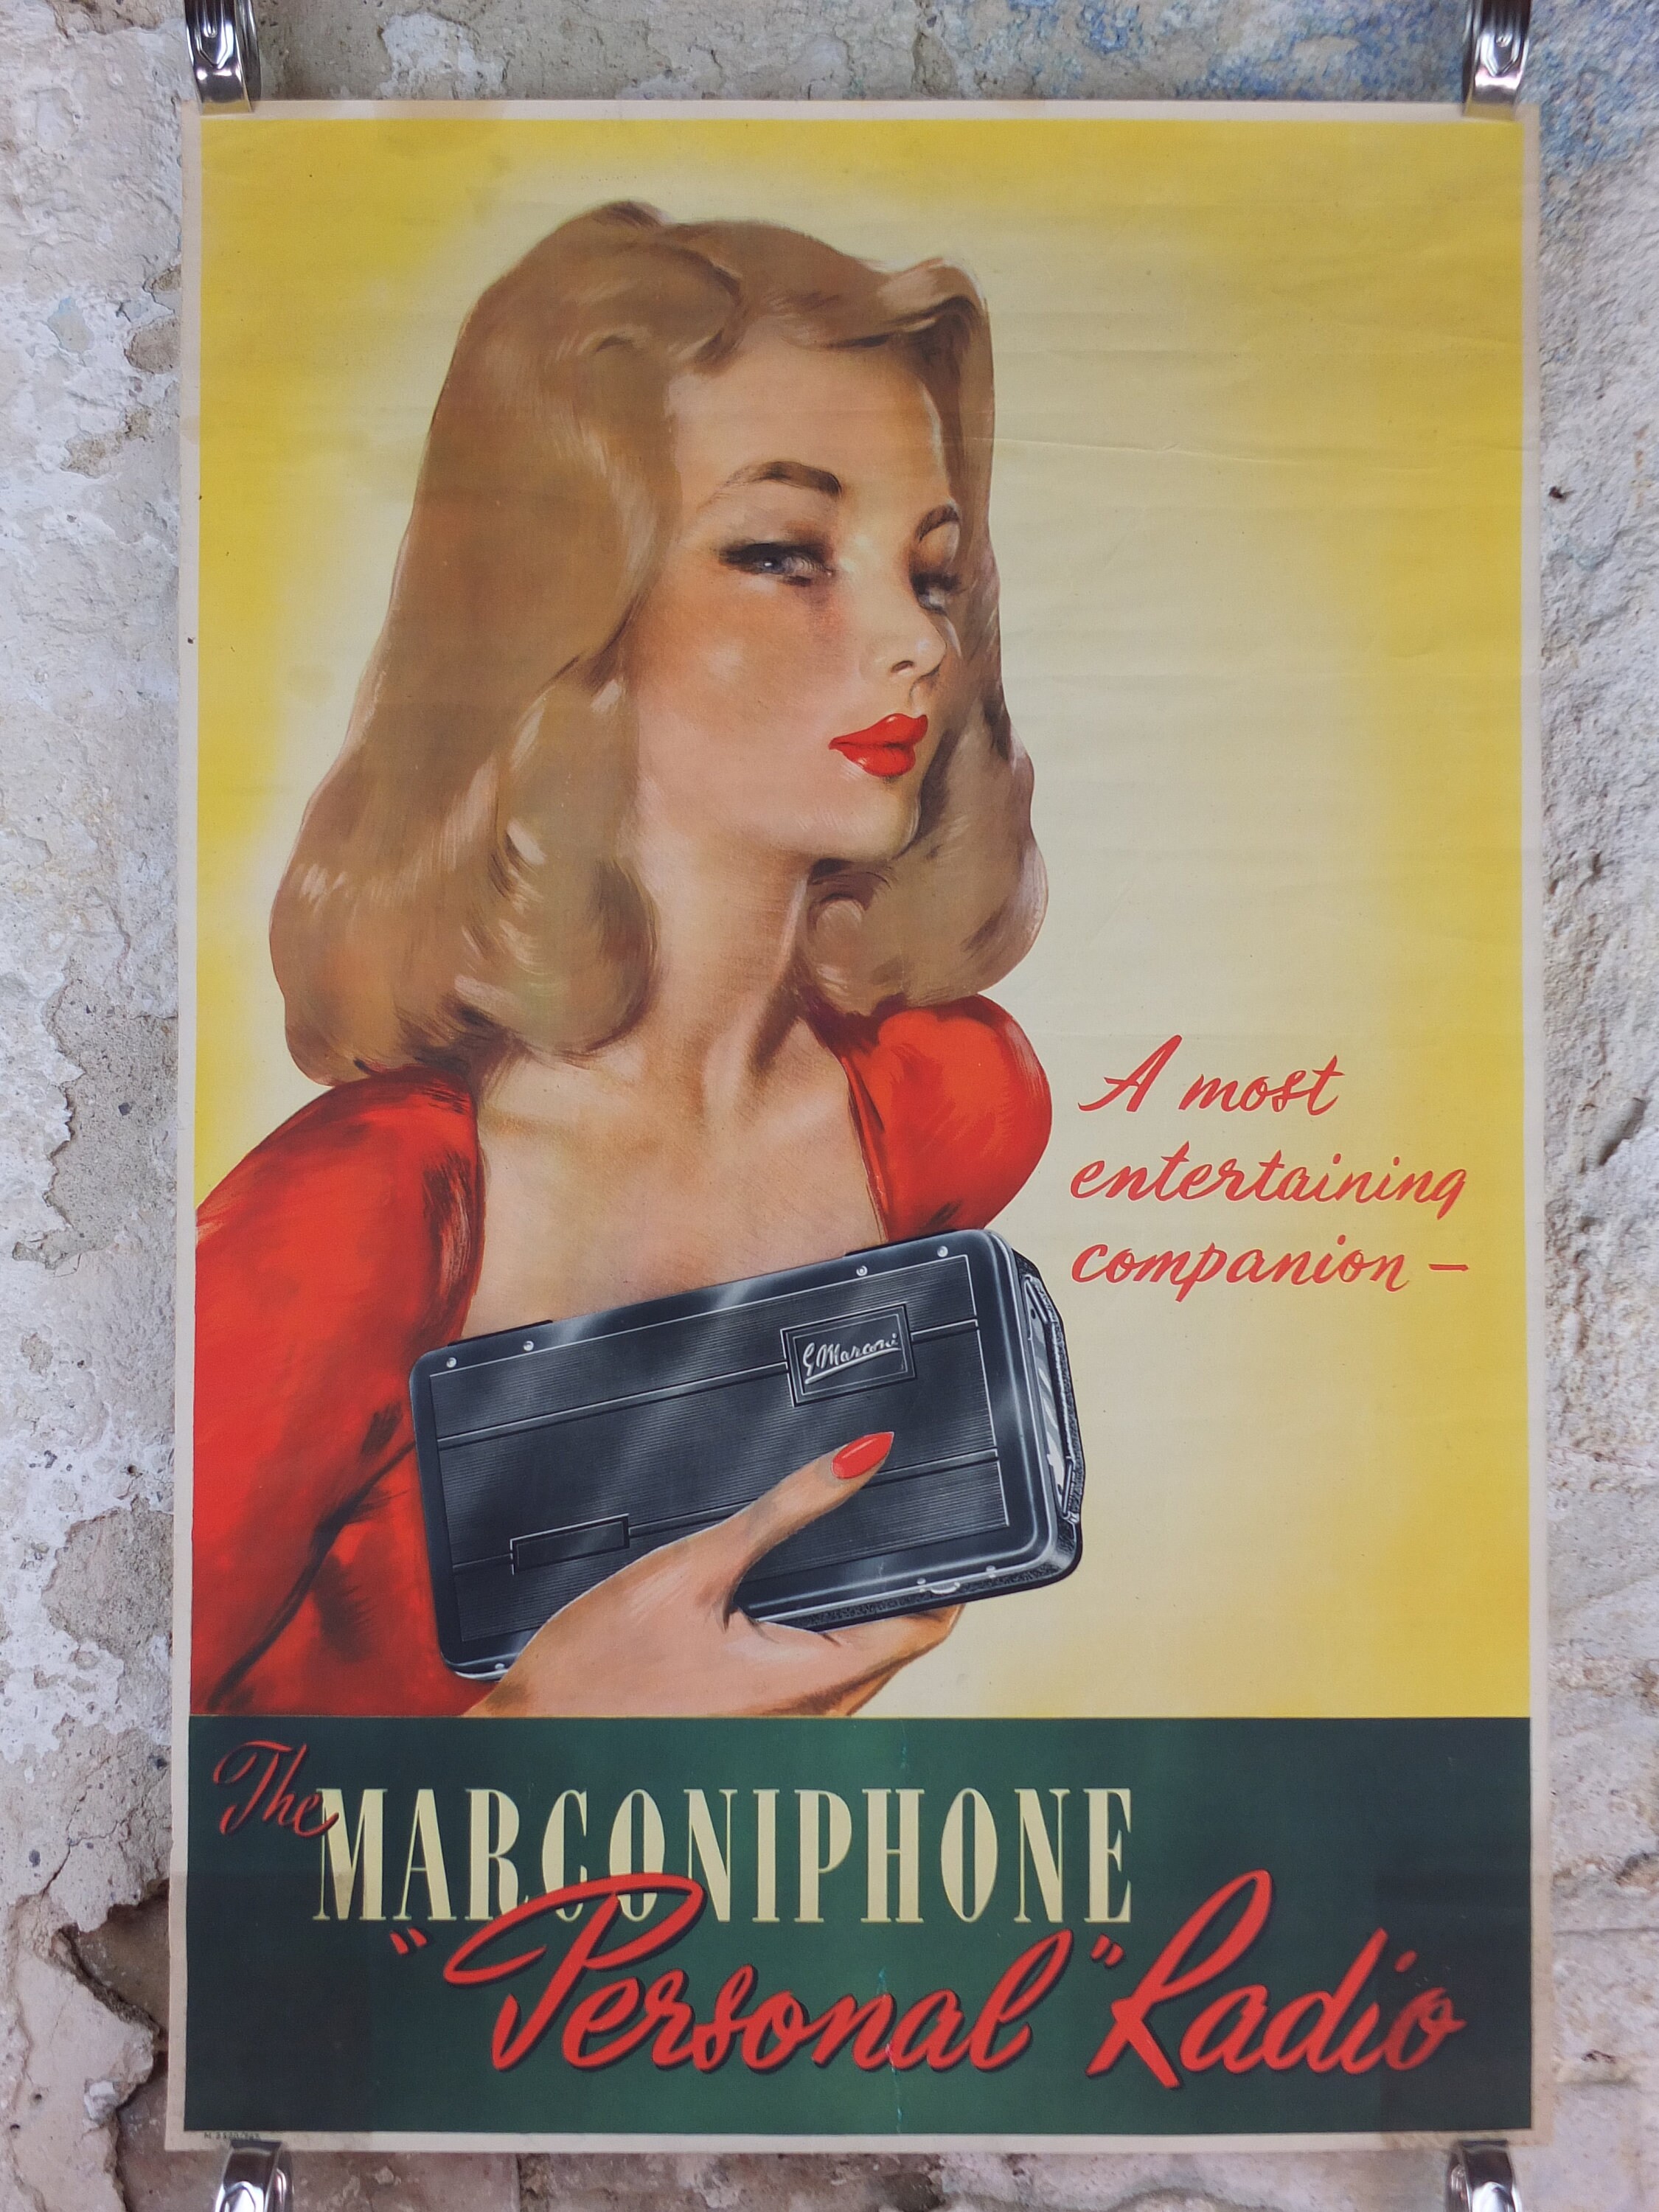 A most
entertaining
companion –
G Marconi
The MARCONIPHONE
"Personal" Radio